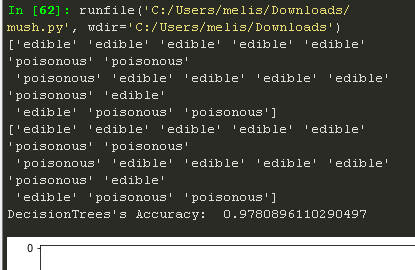 In [62]: runfile('C:/Users/melis/Downloads/
mush.py', wdir='C:/Users/melis/Downloads')
['edible' 'edible' 'edible' 'edible' 'edible'
'poisonous' 'poisonous'
 'poisonous' 'edible' 'edible' 'edible' 'edible'
'poisonous' 'edible'
 'edible' 'poisonous' 'poisonous']
['edible' 'edible' 'edible' 'edible' 'edible'
'poisonous' 'poisonous'
 'poisonous' 'edible' 'edible' 'edible' 'edible'
'poisonous' 'edible'
 'edible' 'poisonous' 'poisonous']
DecisionTrees's Accuracy:  0.9780896110290497
0